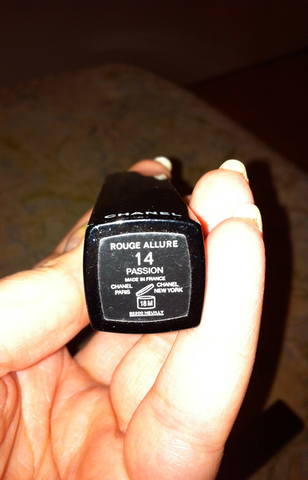 CHANEL
ROUGE ALLURE
14
PASSION
MADE IN FRANCE
CHANEL CHANEL
PARIS NEW YORK
18 M
92200 NEUILLY